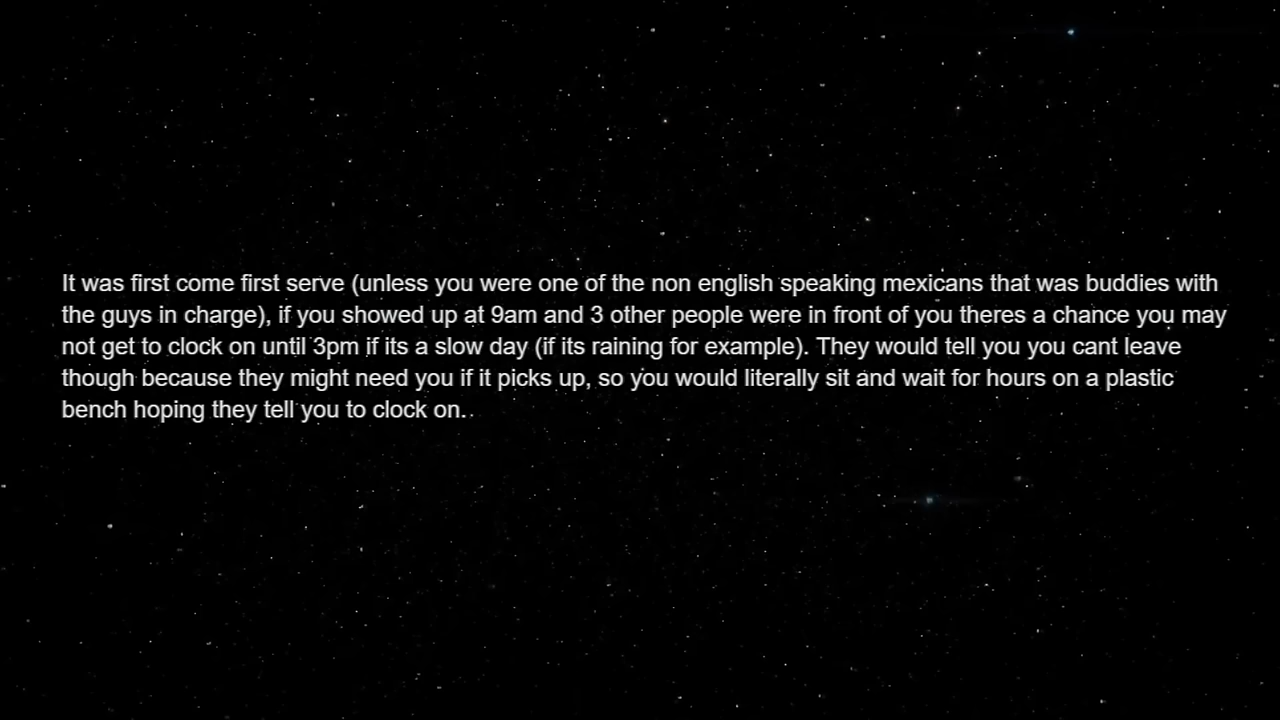 It was first come first serve (unless you were one of the non english speaking mexicans that was buddies with
the guys in charge), if you showed up at 9am and 3 other people were in front of you theres a chance you may
not get to clock on until 3pm if its a slow day (if its raining for example). They would tell you you cant leave
though because they might need you if it picks up, so you would literally sit and wait for hours on a plastic
bench hoping they tell you to clock on.